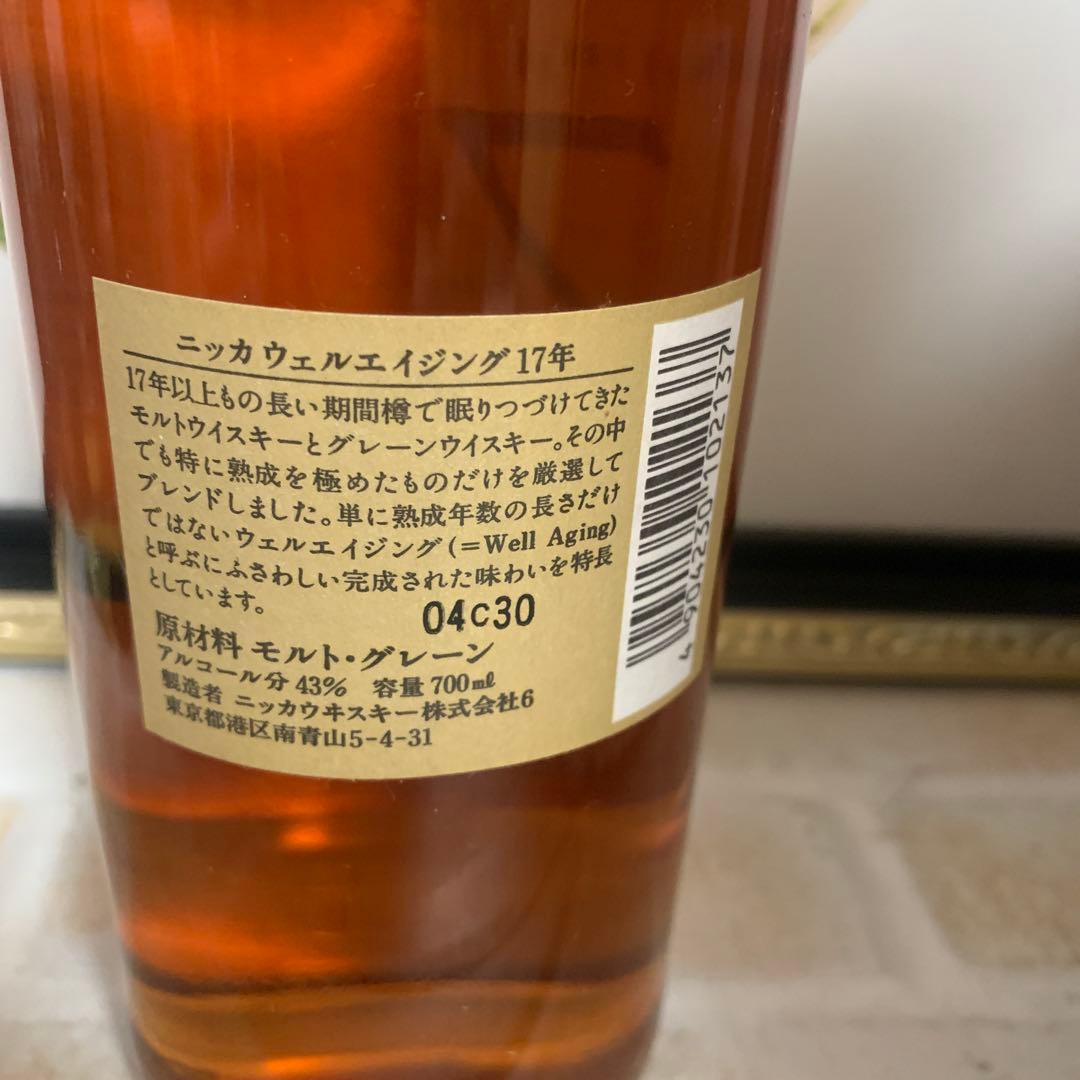 ニッカウェルエイジング17年
17年以上もの長い期間樽で眠りつづけてきた
モルトウイスキーとグレーンウイスキー。その中
でも特に熟成を極めたものだけを厳選して
ブレンドしました。単に熟成年数の長さだけ
ではないウェルエイジング(=Well Aging)
と呼ぶにふさわしい完成された味わいを特長
としています。
04C30
原材料 モルト・グレーン
アルコール分 43% 容量 700ml
製造者 ニッカウヰスキー株式会社6
東京都港区南青山5-4-31
4904230102137